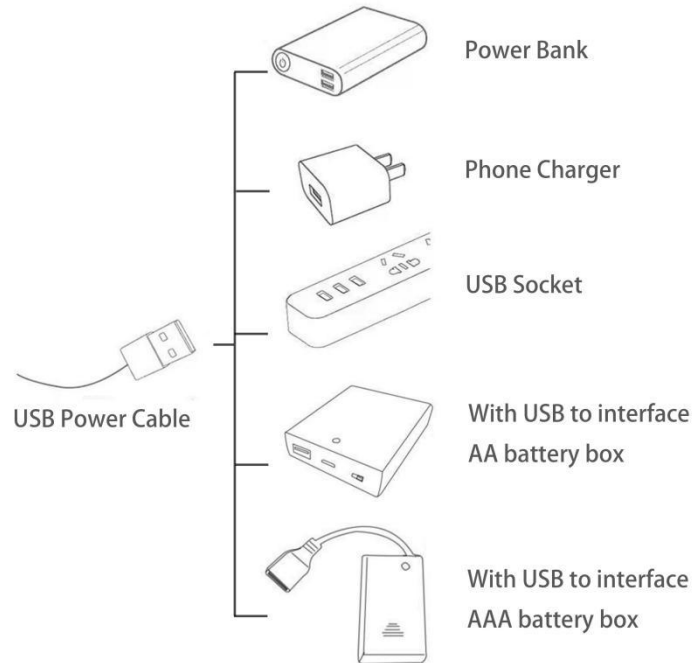 Power Bank
Phone Charger
USB Socket
USB Power Cable
With USB to interface
AA battery box
With USB to interface
AAA battery box